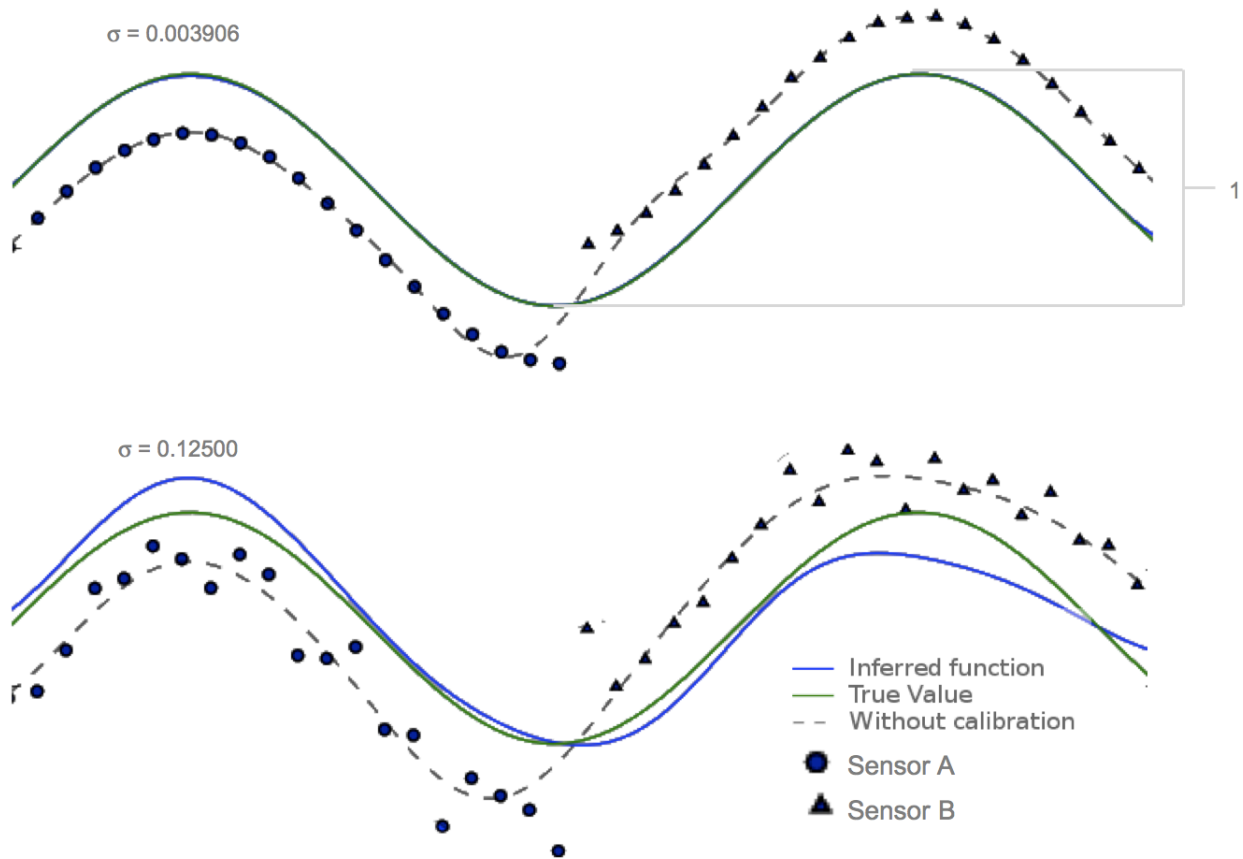 σ = 0.003906
1
σ = 0.12500
Inferred function
True Value
Without calibration
Sensor A
Sensor B